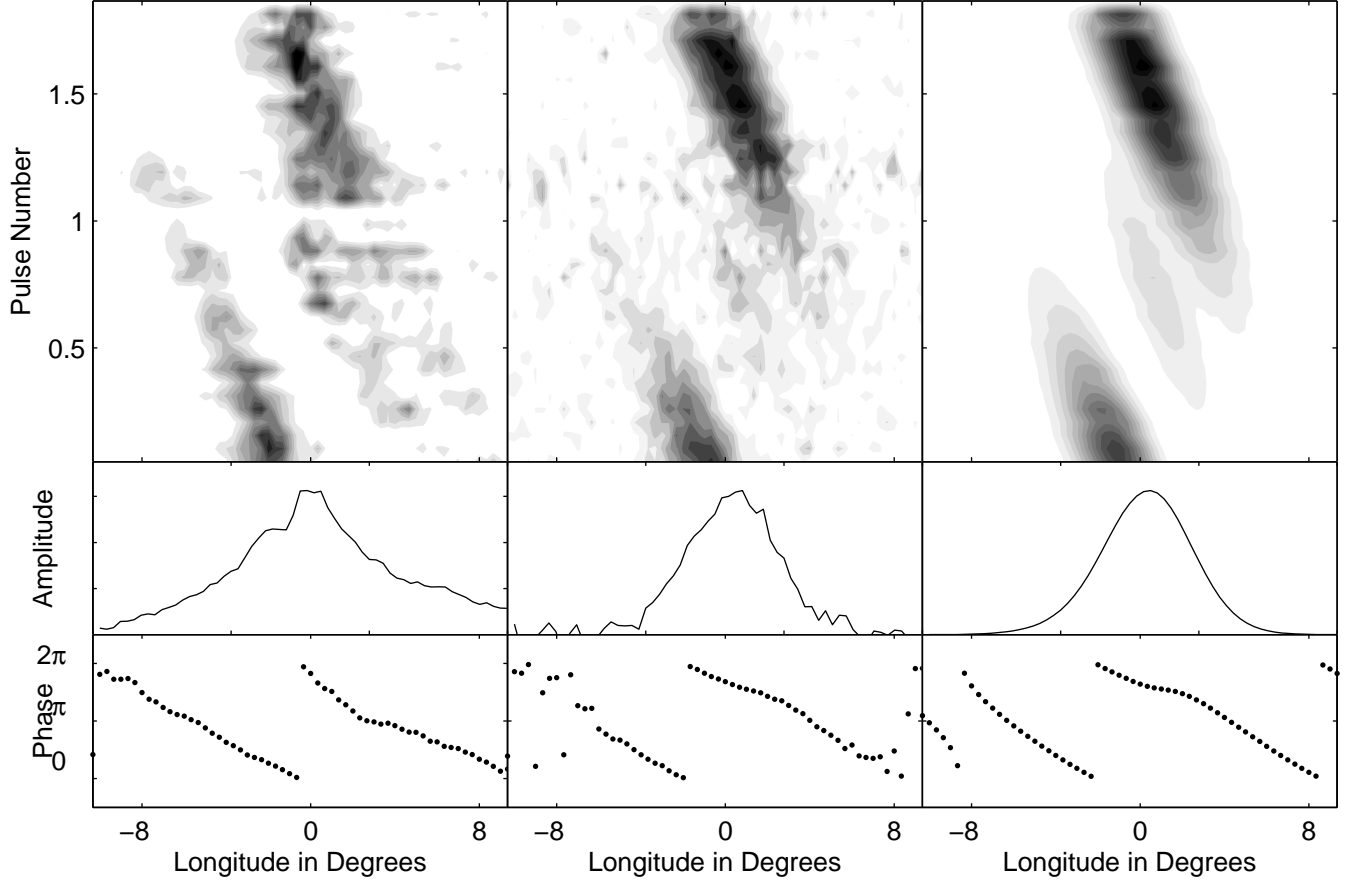 Pulse Number
1.5
1
0.5
Amplitude
Phase
2π
π
0
−8 0 8 −8 0 8 −8 0 8
Longitude in Degrees Longitude in Degrees Longitude in Degrees